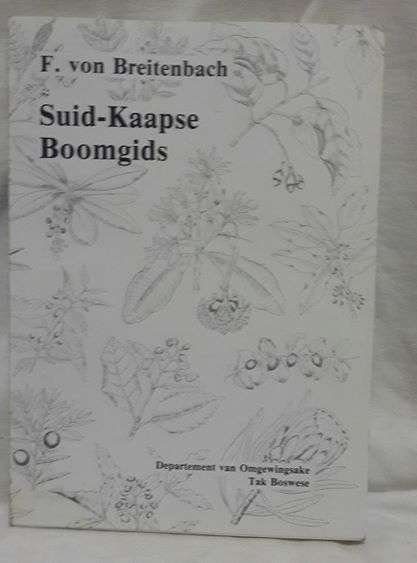 F. von Breitenbach
Suid-Kaapse
Boomgids
Departement van Omgewingsake
Tak Boswese